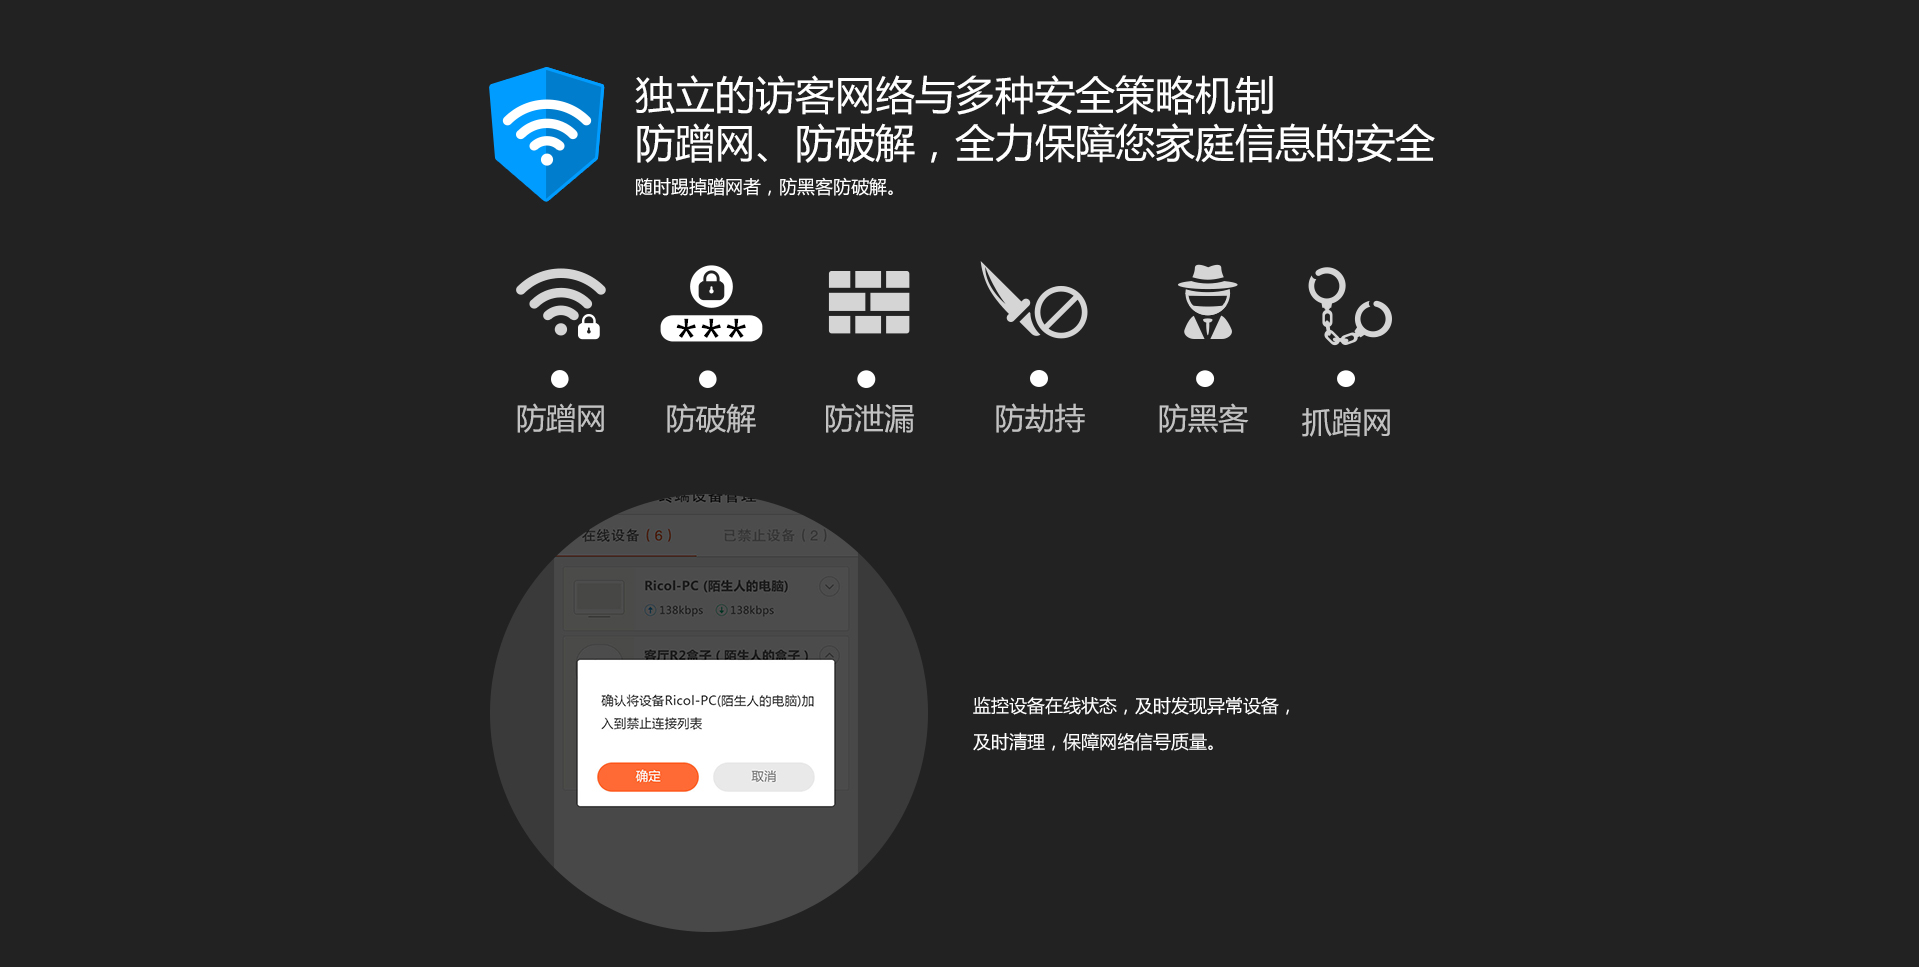 独立的访客网络与多种安全策略机制
防蹭网、防破解，全力保障您家庭信息的安全
随时踢掉蹭网者，防黑客防破解。
***
防蹭网 防破解 防泄漏 防劫持 防黑客 抓蹭网
终端设备管理
在线设备（6） 已禁止设备（2）
Ricol-PC (陌生人的电脑)
138kbps 138kbps
客厅R2盒子（陌生人的盒子）
确认将设备Ricol-PC(陌生人的电脑)加
入到禁止连接列表
确定 取消
监控设备在线状态，及时发现异常设备，
及时清理，保障网络信号质量。